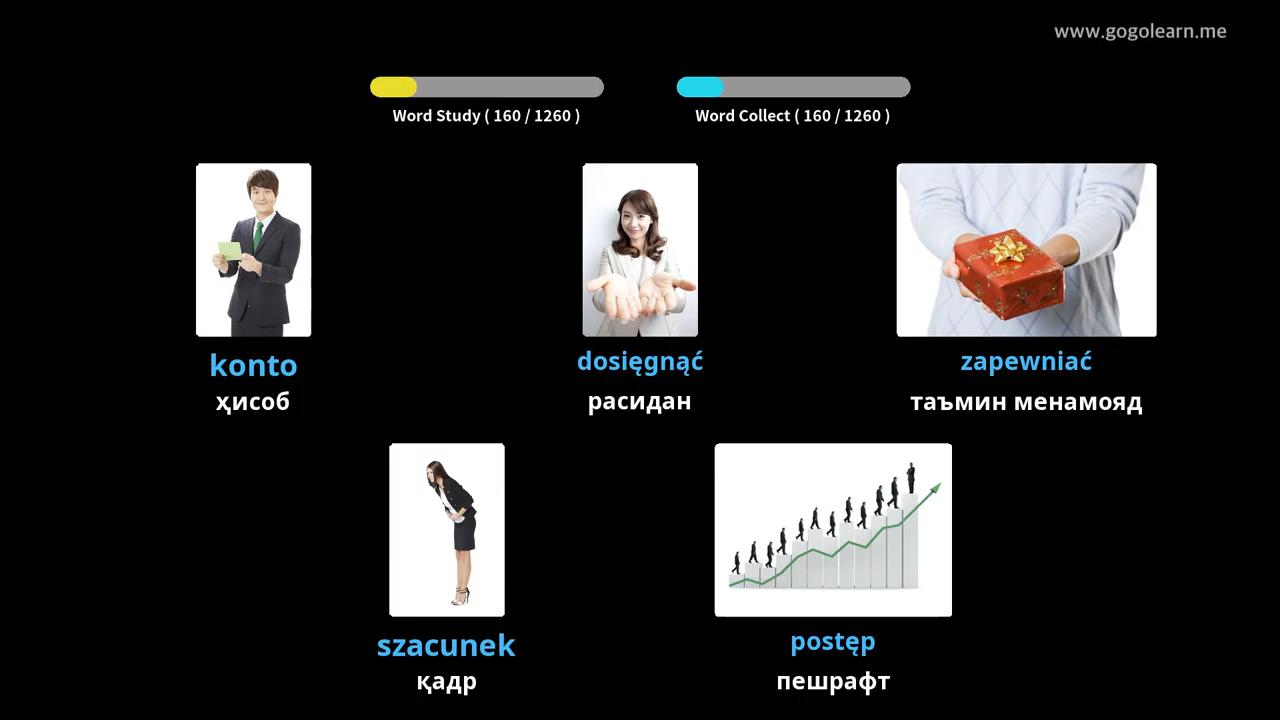 www.gogolearn.me
Word Study ( 160 / 1260 )
Word Collect ( 160 / 1260 )
konto
ҳисоб
dosięgnąć
расидан
zapewniać
таъмин менамояд
szacunek
қадр
postęp
пешрафт